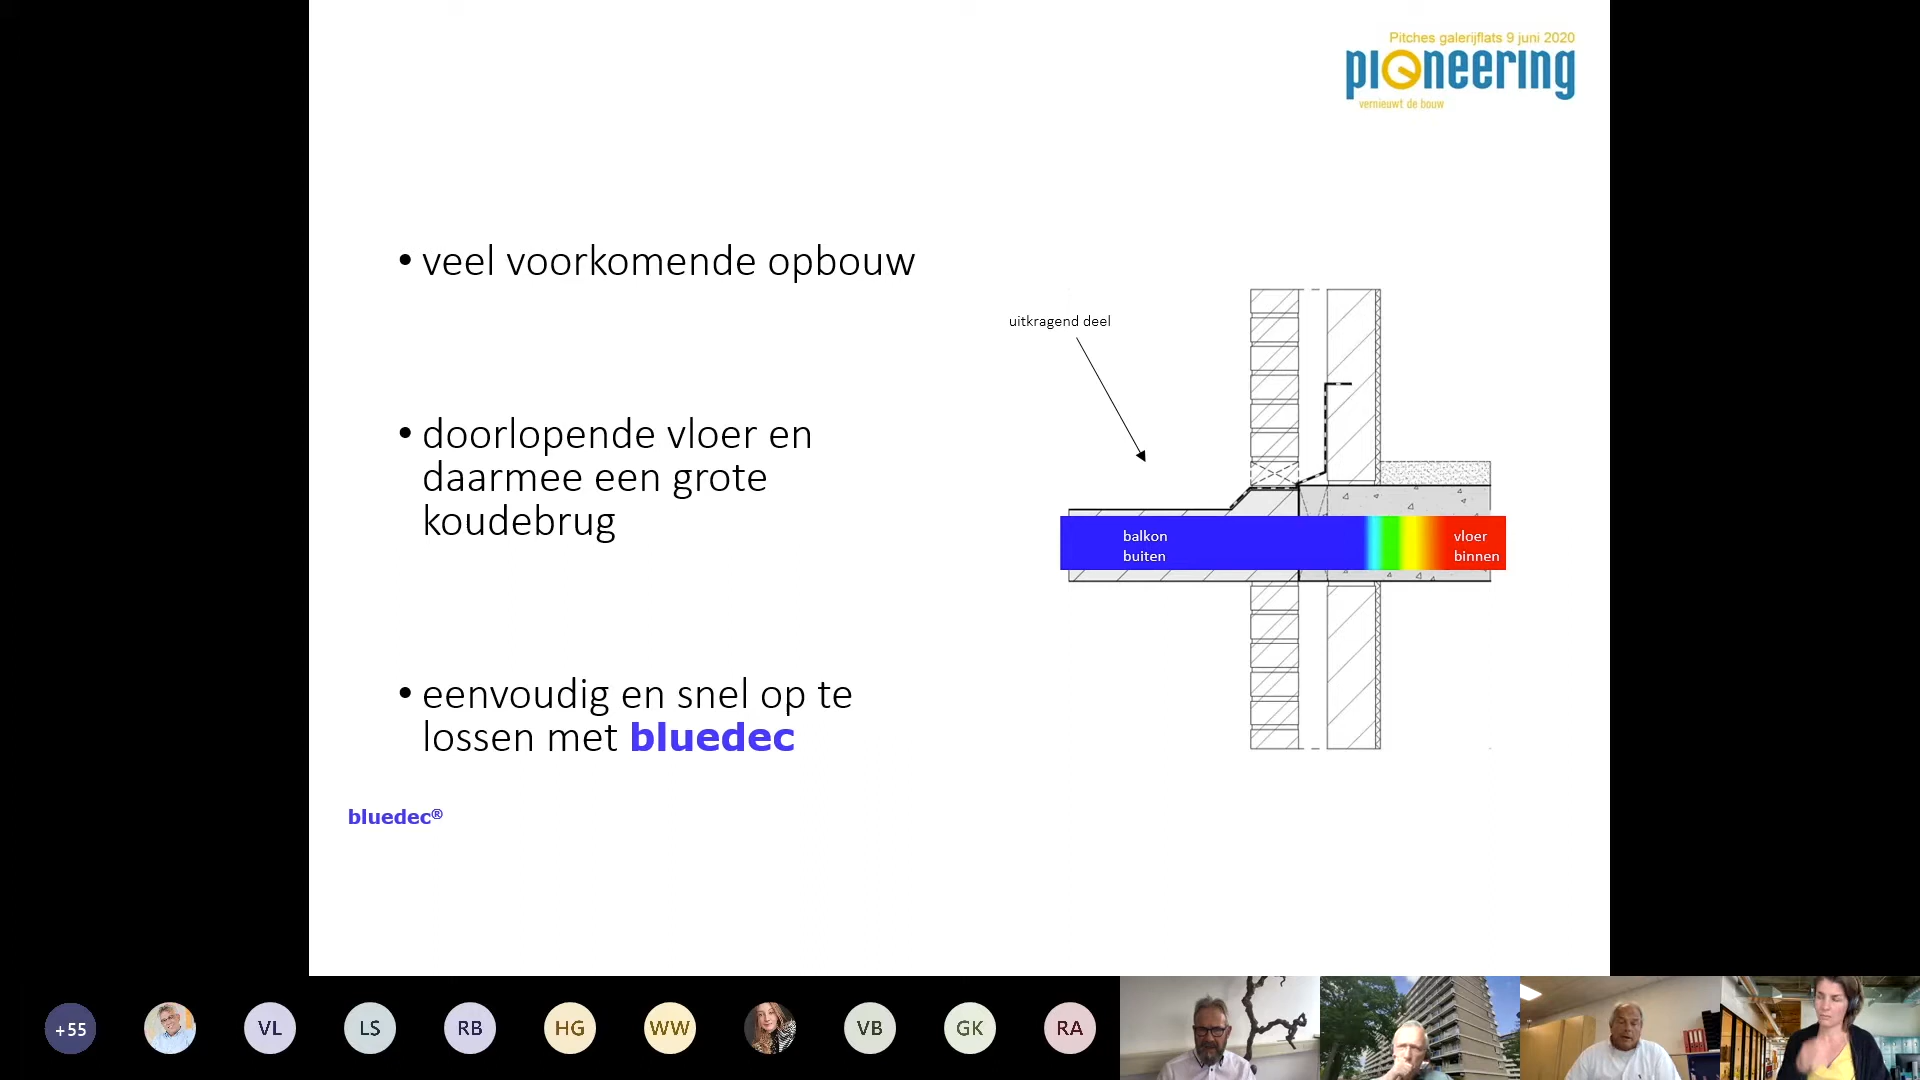 Pitches galerijflats 9 juni 2020
pioneering
vernieuwt de bouw
• veel voorkomende opbouw
• doorlopende vloer en
daarmee een grote
koudebrug
• eenvoudig en snel op te
lossen met bluedec
bluedec®
uitkragend deel
balkon
buiten
vloer
binnen
+55
VL
LS
RB
HG
WW
VB
GK
RA